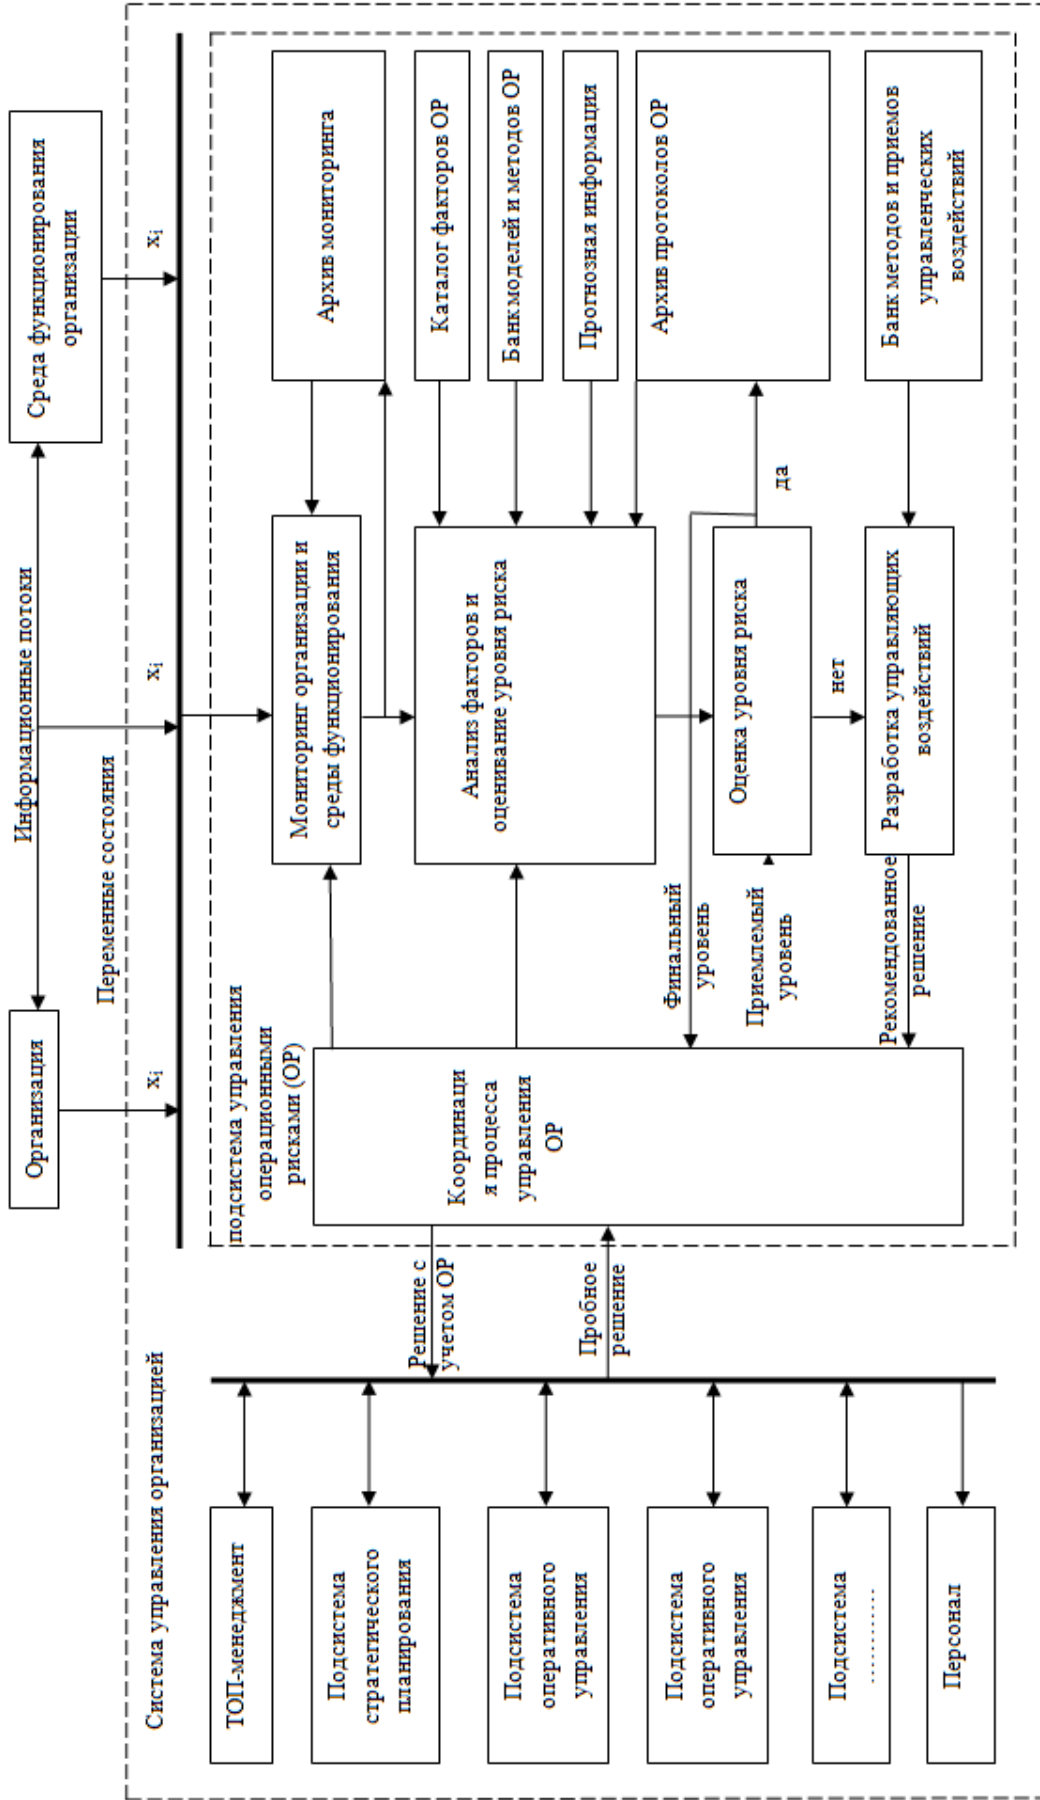 Организация
Информационные потоки
Среда функционирования
организации
Переменные состояния
xᵢ
xᵢ
xᵢ
Система управления организацией
ТОП-менеджмент
Подсистема
стратегического
планирования
Подсистема
оперативного
управления
Подсистема
оперативного
управления
Подсистема
............
Персонал
Решение с
учетом ОР
Пробное
решение
подсистема управления
операционными
рисками (ОР)
Координаци
я процесса
управления
ОР
Мониторинг организации и
среды функционирования
Архив мониторинга
Анализ факторов и
оценивание уровня риска
Каталог факторов ОР
Банк моделей и методов ОР
Прогнозная информация
Архив протоколов ОР
Финальный
уровень
Приемлемый
уровень
Оценка уровня риска
да
нет
Рекомендованное
решение
Разработка управляющих
воздействий
Банк методов и приемов
управленческих
воздействий